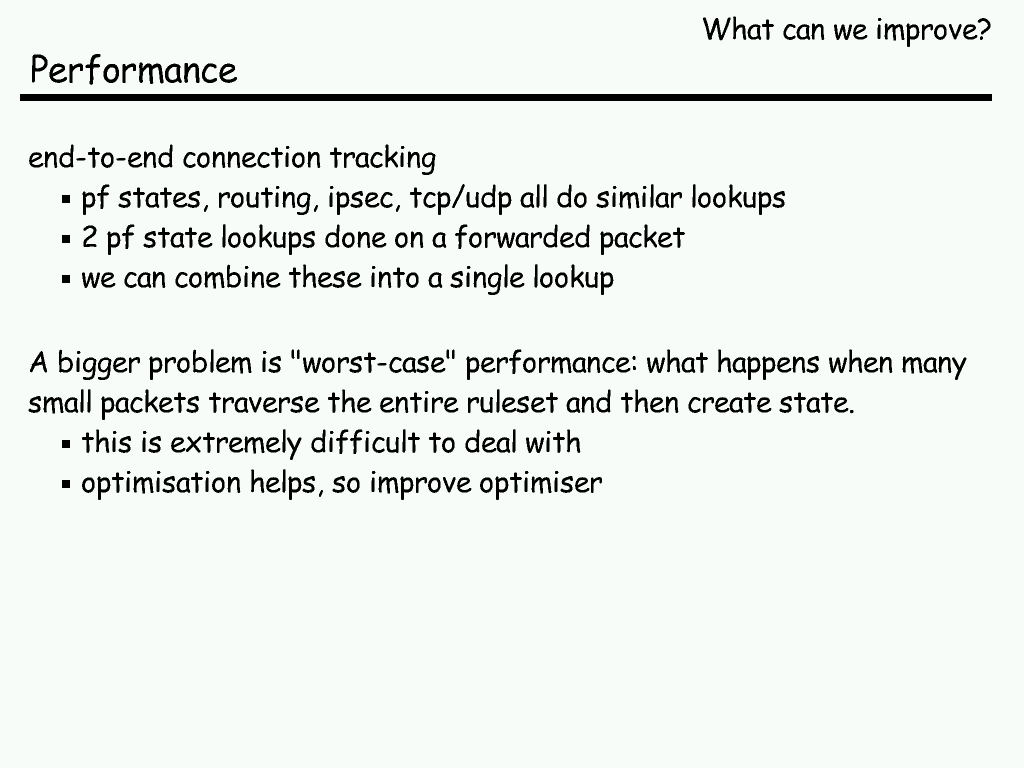 What can we improve?
Performance
end-to-end connection tracking
▪ pf states, routing, ipsec, tcp/udp all do similar lookups
▪ 2 pf state lookups done on a forwarded packet
▪ we can combine these into a single lookup
A bigger problem is "worst-case" performance: what happens when many
small packets traverse the entire ruleset and then create state.
▪ this is extremely difficult to deal with
▪ optimisation helps, so improve optimiser